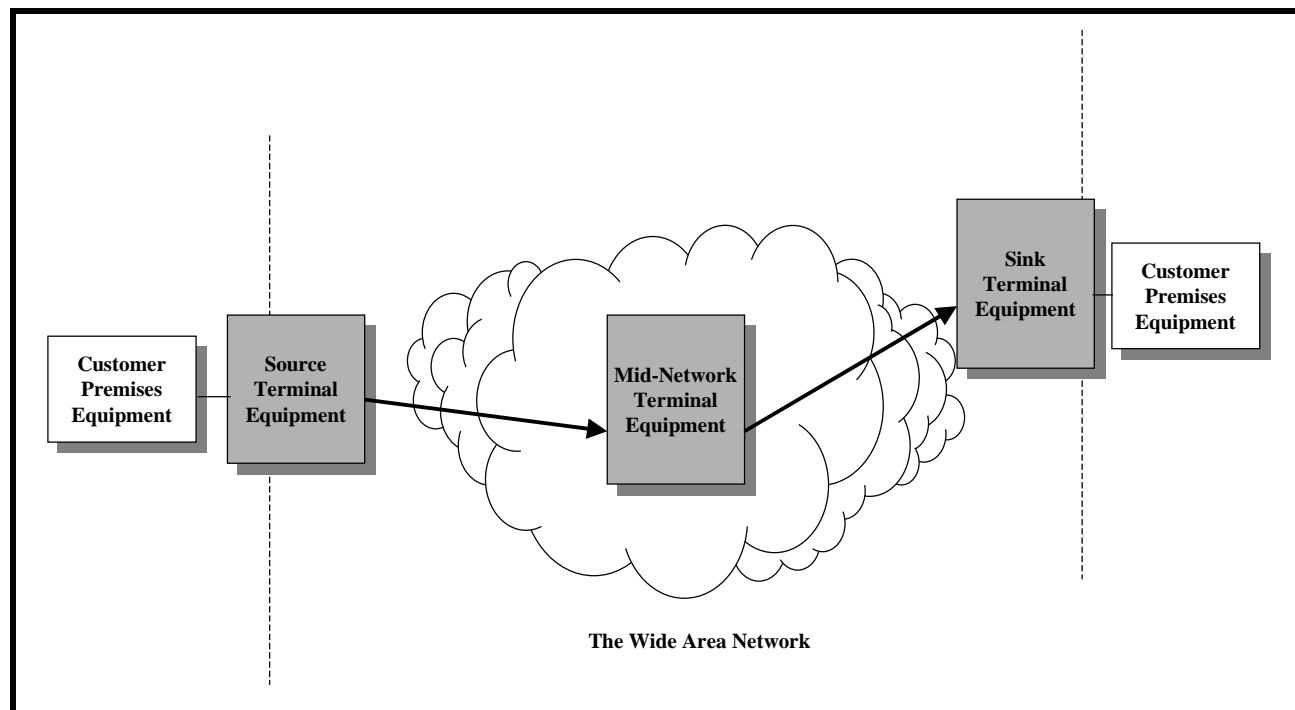 Customer
Premises
Equipment
Source
Terminal
Equipment
Mid-Network
Terminal
Equipment
Sink
Terminal
Equipment
Customer
Premises
Equipment
The Wide Area Network